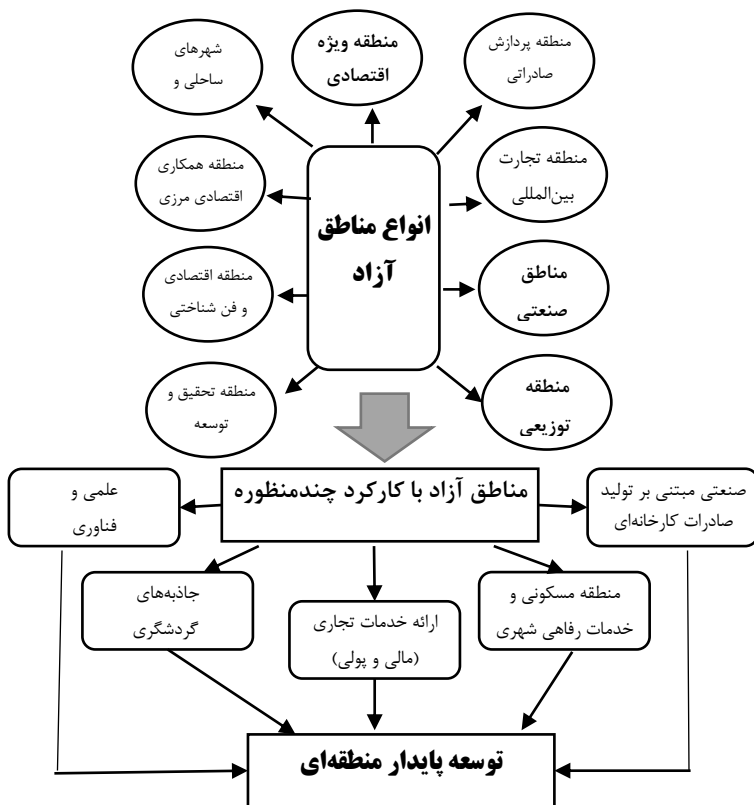 منطقه ویژه
اقتصادی
منطقه پردازش
صادراتی
شهرهای
ساحلی و
منطقه تجارت
بین‌المللی
منطقه همکاری
اقتصادی مرزی
انواع مناطق
آزاد
مناطق
صنعتی
منطقه اقتصادی
و فن شناختی
منطقه
توزیعی
منطقه تحقیق و
توسعه
مناطق آزاد با کارکرد چندمنظوره
صنعتی مبتنی بر تولید
صادرات کارخانه‌ای
علمی و
فناوری
منطقه مسکونی و
خدمات رفاهی شهری
ارائه خدمات تجاری
(مالی و پولی)
جاذبه‌های
گردشگری
توسعه پایدار منطقه‌ای